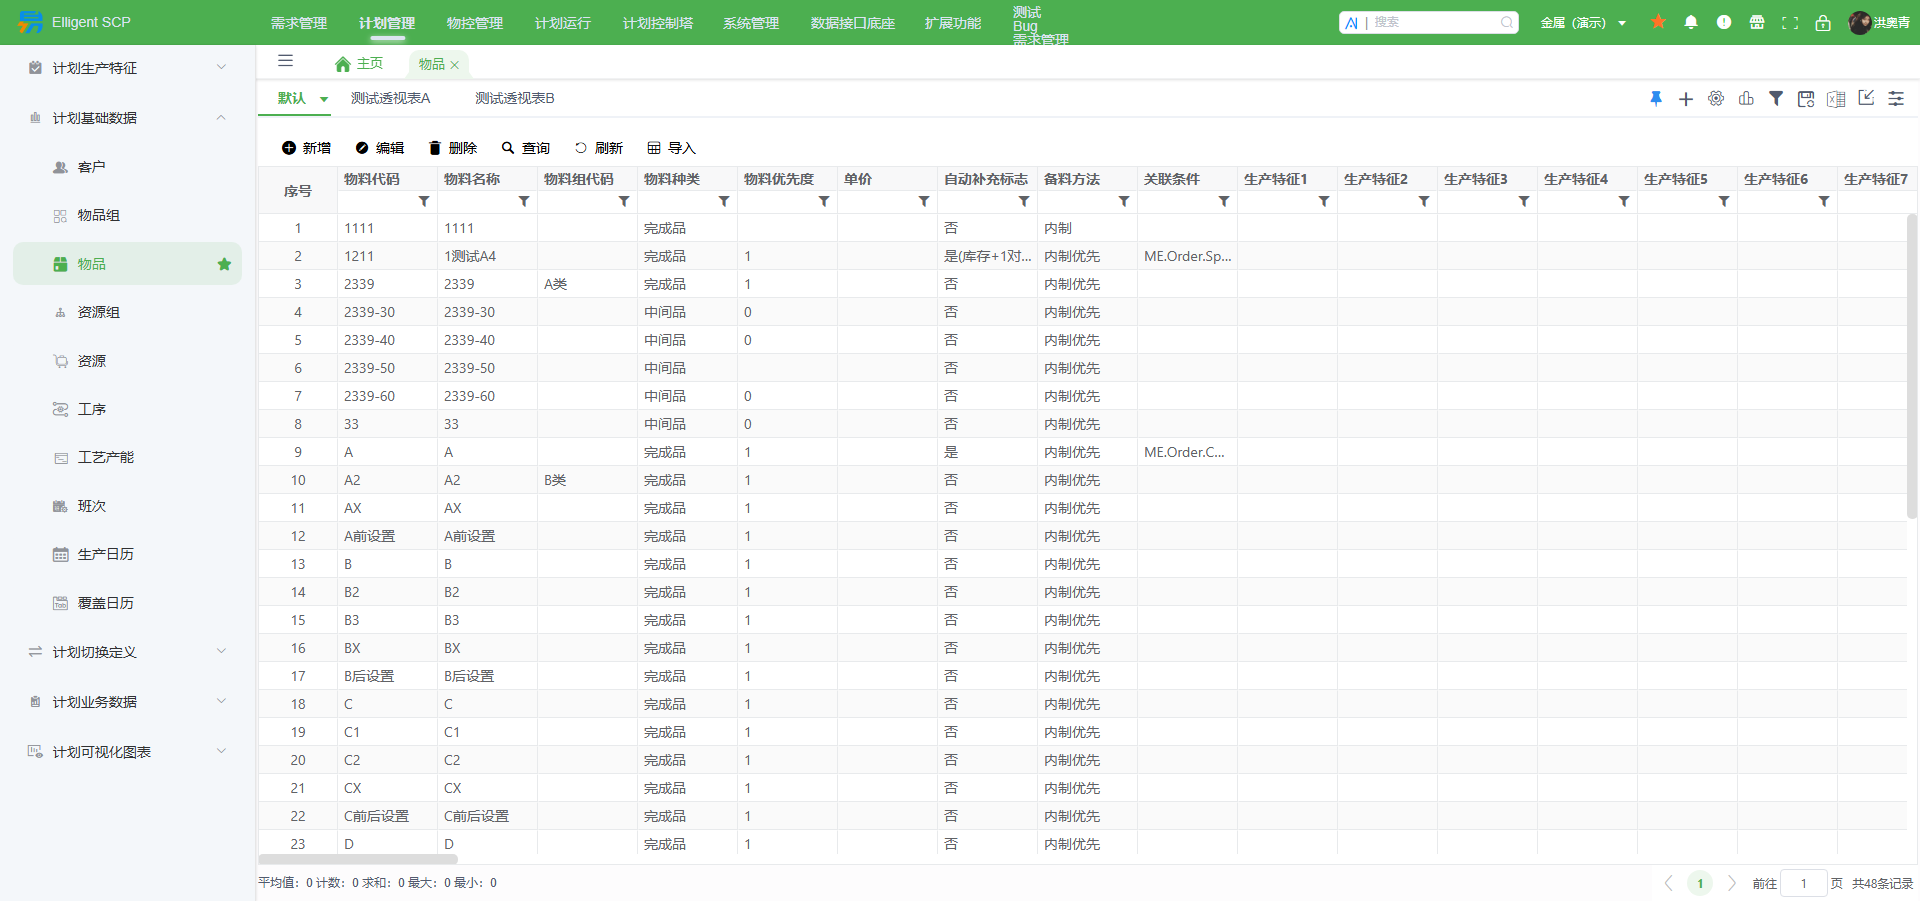 Elligent SCP
需求管理 计划管理 物控管理 计划运行 计划控制塔 系统管理 数据接口底座 扩展功能
测试
Bug
需求管理
AI | 搜索
金属（演示）
洪奥青
计划生产特征
计划基础数据
客户
物品组
物品
资源组
资源
工序
工艺产能
班次
生产日历
覆盖日历
计划切换定义
计划业务数据
计划可视化图表
主页 物品
默认 测试透视表A 测试透视表B
新增 编辑 删除 查询 刷新 导入
序号 物料代码 物料名称 物料组代码 物料种类 物料优先度 单价 自动补充标志 备料方法 关联条件 生产特征1 生产特征2 生产特征3 生产特征4 生产特征5 生产特征6 生产特征7
1 1111 1111 完成品 否 内制
2 1211 1测试A4 完成品 1 是(库存+1对... 内制优先 ME.Order.Sp...
3 2339 2339 A类 完成品 1 否 内制优先
4 2339-30 2339-30 中间品 0 否 内制优先
5 2339-40 2339-40 中间品 0 否 内制优先
6 2339-50 2339-50 中间品 否 内制优先
7 2339-60 2339-60 中间品 0 否 内制优先
8 33 33 中间品 0 否 内制优先
9 A A 完成品 1 是 内制优先 ME.Order.C...
10 A2 A2 B类 完成品 1 否 内制优先
11 AX AX 完成品 1 否 内制优先
12 A前设置 A前设置 完成品 1 否 内制优先
13 B B 完成品 1 否 内制优先
14 B2 B2 完成品 1 否 内制优先
15 B3 B3 完成品 1 否 内制优先
16 BX BX 完成品 1 否 内制优先
17 B后设置 B后设置 完成品 1 否 内制优先
18 C C 完成品 1 否 内制优先
19 C1 C1 完成品 1 否 内制优先
20 C2 C2 完成品 1 否 内制优先
21 CX CX 完成品 1 否 内制优先
22 C前后设置 C前后设置 完成品 1 否 内制优先
23 D D 完成品 1 否 内制优先
平均值：0 计数：0 求和：0 最大：0 最小：0
1 前往 1 页 共48条记录